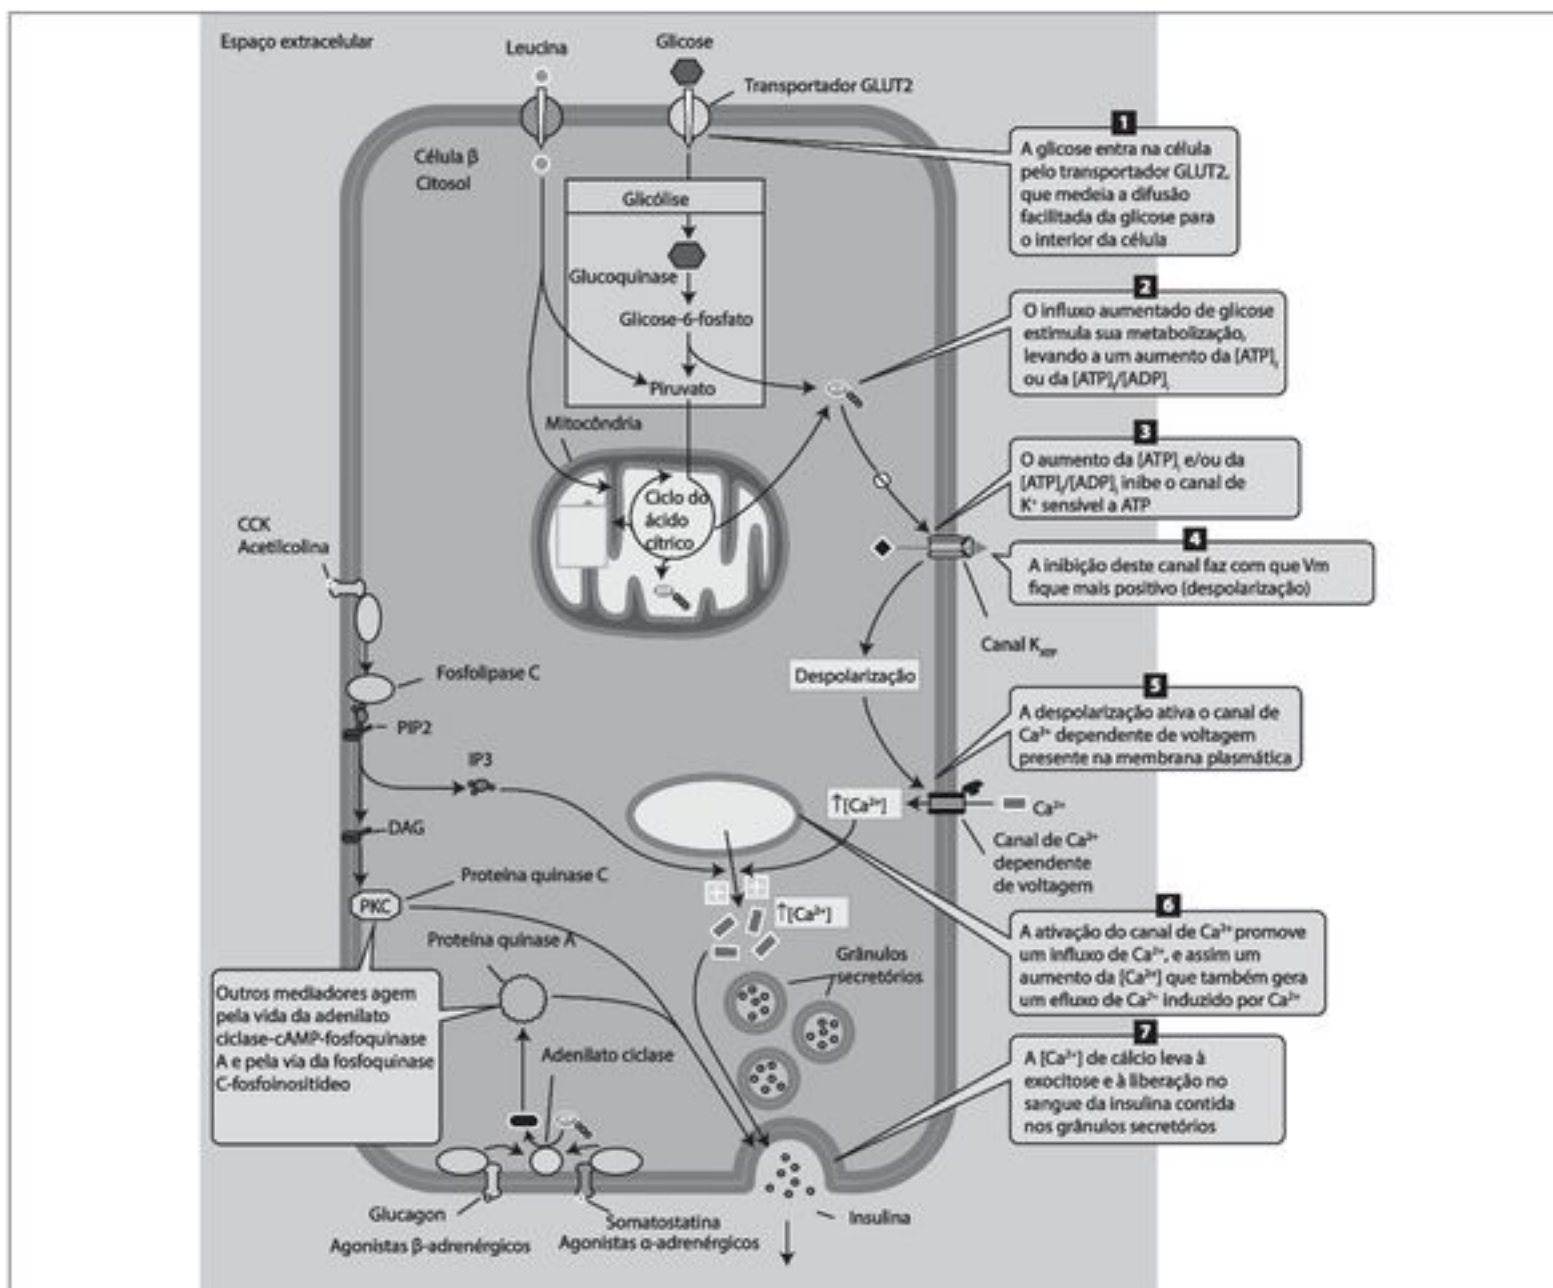 Espaço extracelular
Leucina
Glicose
Transportador GLUT2
Célula β
Citosol
Glicólise
Glucoquinase
Glicose-6-fosfato
Piruvato
Mitocôndria
Ciclo do
ácido
cítrico
1
A glicose entra na célula
pelo transportador GLUT2,
que medeia a difusão
facilitada da glicose para
o interior da célula
2
O influxo aumentado de glicose
estimula sua metabolização,
levando a um aumento da [ATP]i
ou da [ATP]i/[ADP]i
3
O aumento da [ATP]i e/ou da
[ATP]i/[ADP]i inibe o canal de
K⁺ sensível a ATP
4
A inibição deste canal faz com que Vm
fique mais positivo (despolarização)
Canal K ATP
CCK
Acetilcolina
Fosfolipase C
PIP2
IP3
DAG
Proteína quinase C
PKC
Despolarização
5
A despolarização ativa o canal de
Ca²⁺ dependente de voltagem
presente na membrana plasmática
↑[Ca²⁺]
Ca²⁺
Canal de Ca²⁺
dependente
de voltagem
↑[Ca²⁺]
6
A ativação do canal de Ca²⁺ promove
um influxo de Ca²⁺, e assim um
aumento da [Ca²⁺] que também gera
um efluxo de Ca²⁺ induzido por Ca²⁺
Proteína quinase A
Grânulos
secretórios
Outros mediadores agem
pela vida da adenilato
ciclase-cAMP-fosfoquinase
A e pela via da fosfoquinase
C-fosfoinositídeo
Adenilato ciclase
7
A [Ca²⁺] de cálcio leva à
exocitose e à liberação no
sangue da insulina contida
nos grânulos secretórios
Glucagon
Agonistas β-adrenérgicos
Somatostatina
Agonistas α-adrenérgicos
Insulina